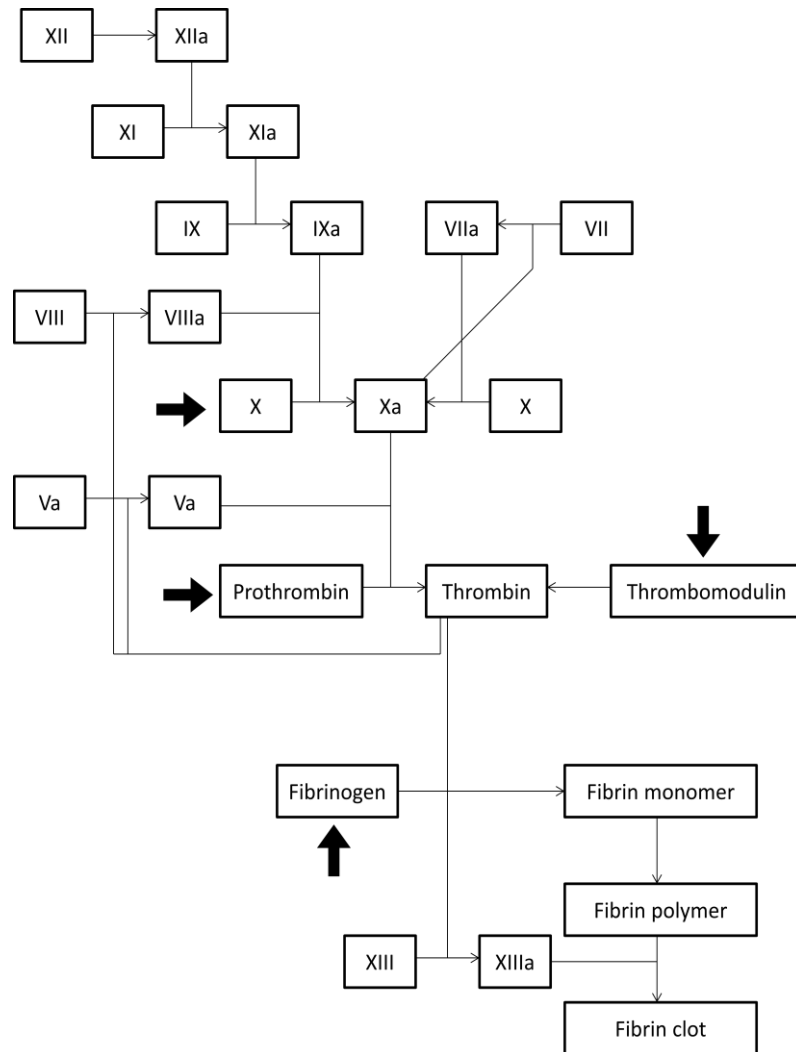 XII
XIIa
XI
XIa
IX
IXa
VIIa
VII
VIII
VIIIa
X
Xa
X
Va
Va
Prothrombin
Thrombin
Thrombomodulin
Fibrinogen
Fibrin monomer
Fibrin polymer
XIII
XIIIa
Fibrin clot